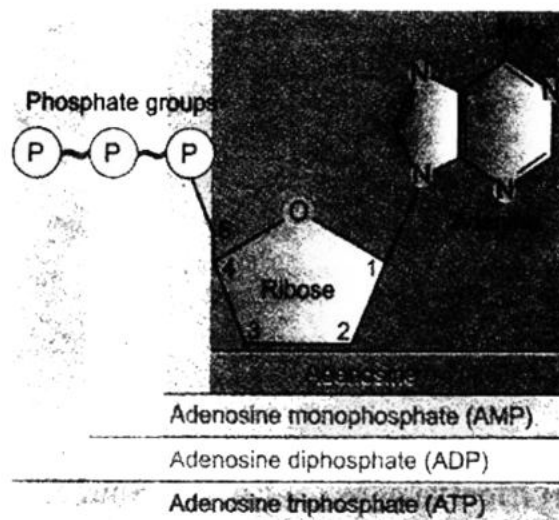 N
N
Phosphate groups
P
P
P
N
N
O
4
1
Ribose
3
2
Adenosine
Adenosine monophosphate (AMP)
Adenosine diphosphate (ADP)
Adenosine triphosphate (ATP)